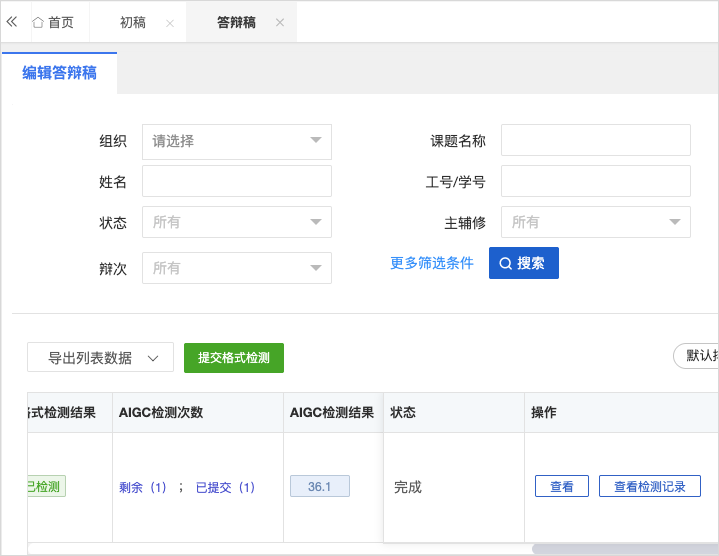 首页 初稿 答辩稿
编辑答辩稿
组织 请选择 课题名称
姓名 工号/学号
状态 所有 主辅修 所有
辩次 所有 更多筛选条件 搜索
导出列表数据 提交格式检测 默认
式检测结果 AIGC检测次数 AIGC检测结果 状态 操作
已检测 剩余（1） ； 已提交（1） 36.1 完成 查看 查看检测记录